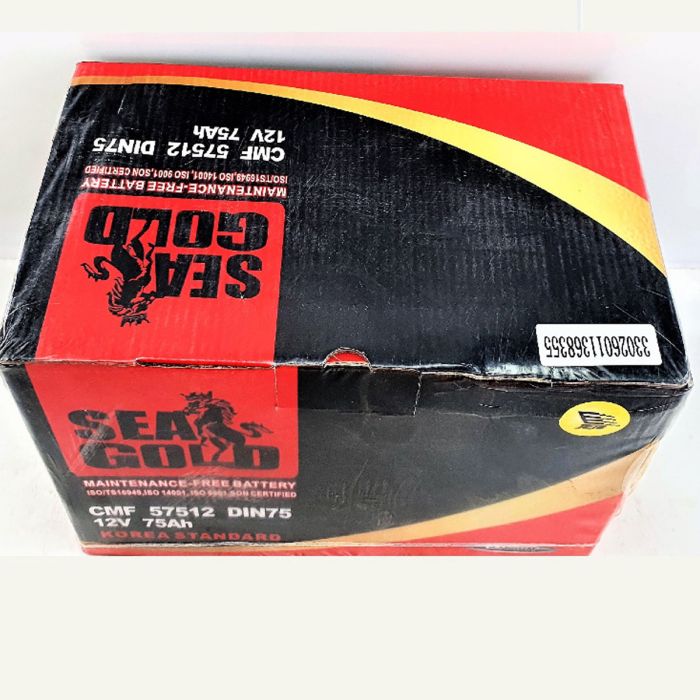 SEA
GOLD
MAINTENANCE-FREE BATTERY
ISO/TS16949,ISO 14001, ISO 9001,SON CERTIFIED
CMF 57512 DIN75
12V 75Ah
33026011368355
SEA
GOLD
MAINTENANCE-FREE BATTERY
ISO/TS16949,ISO 14001, ISO 9001,SON CERTIFIED
CMF 57512 DIN75
12V 75Ah
KOREA STANDARD